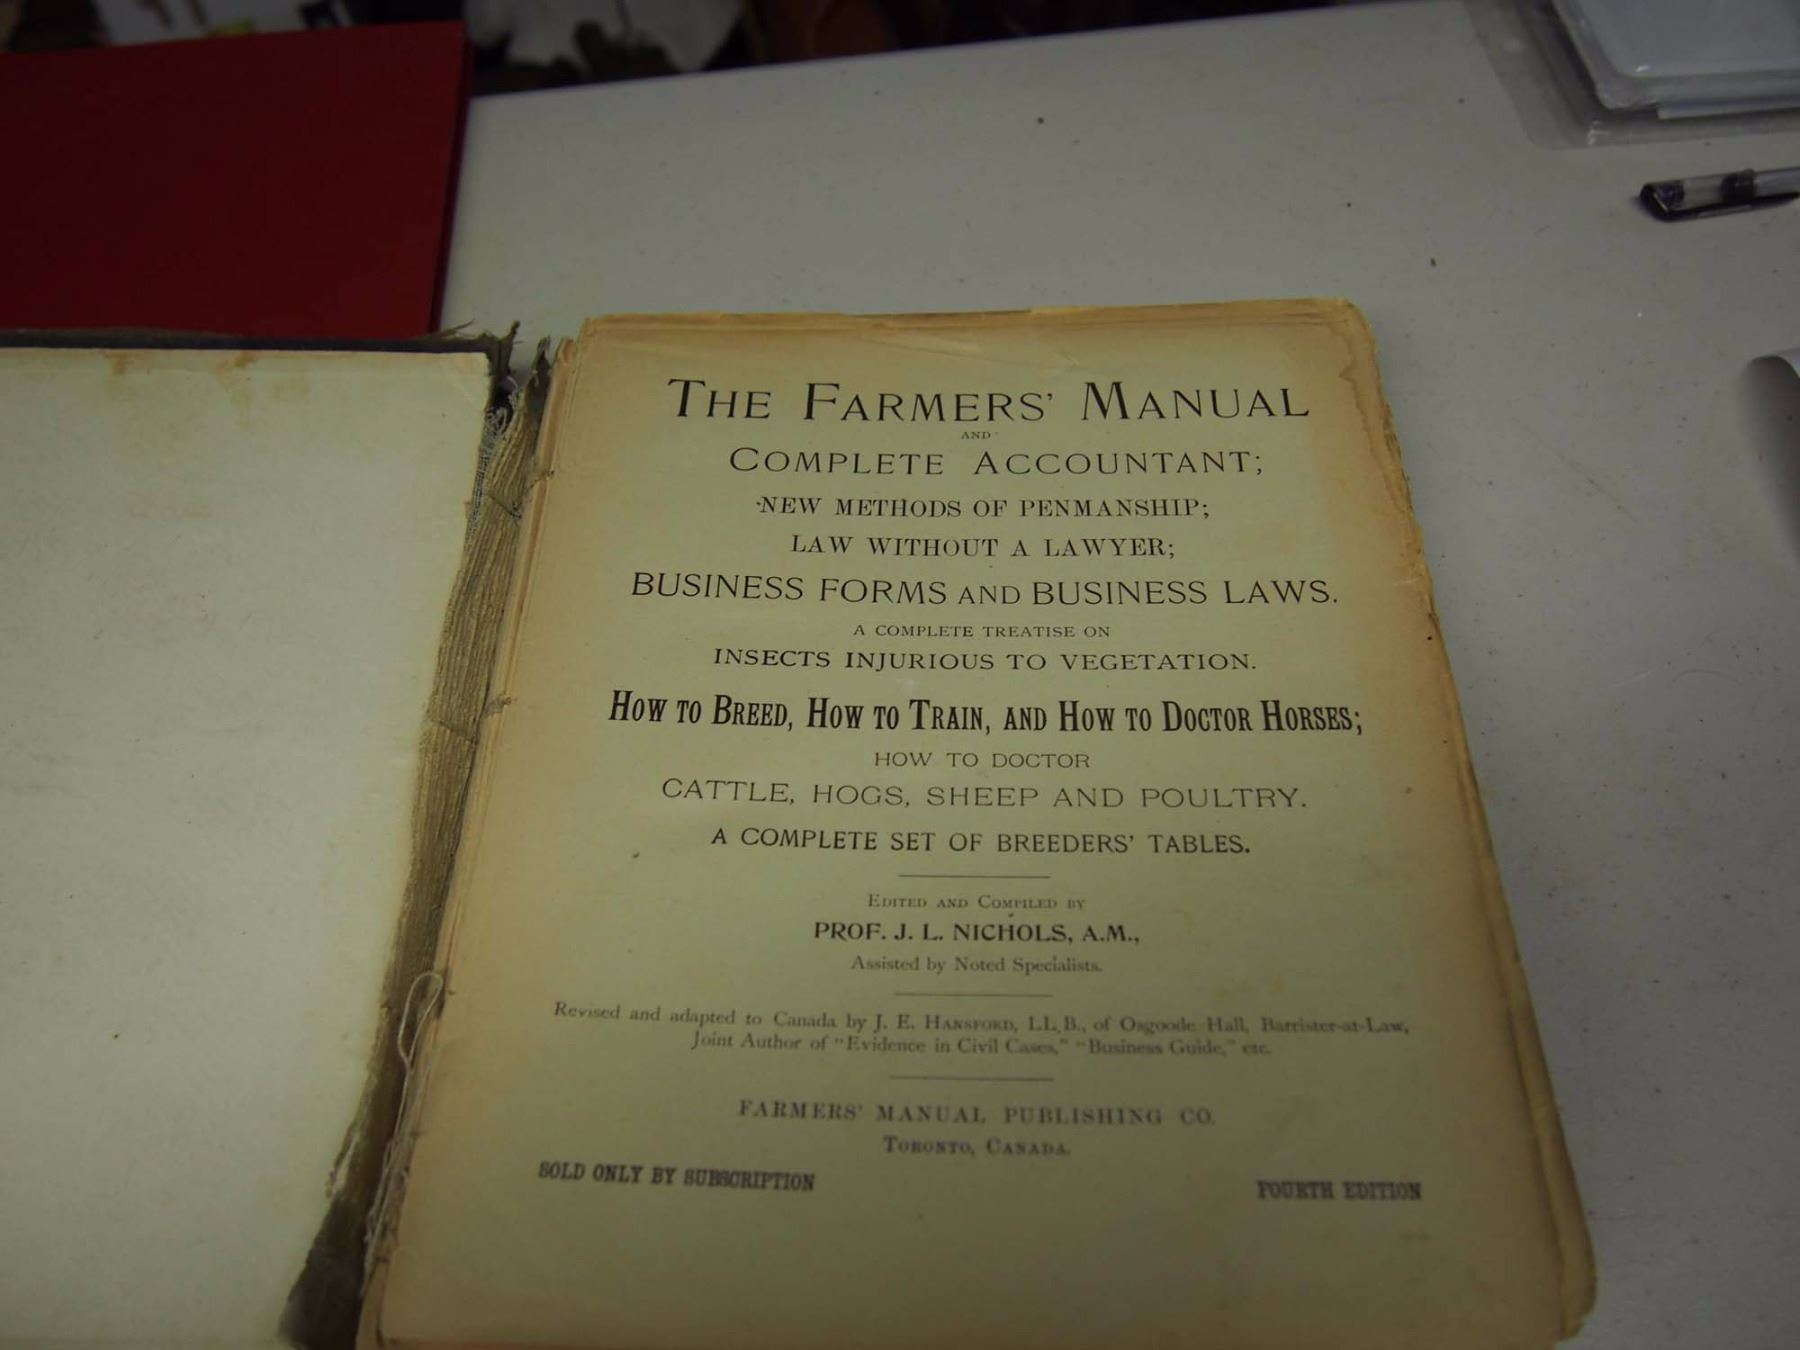 THE FARMERS' MANUAL
AND
COMPLETE ACCOUNTANT;
NEW METHODS OF PENMANSHIP;
LAW WITHOUT A LAWYER;
BUSINESS FORMS AND BUSINESS LAWS.
A COMPLETE TREATISE ON
INSECTS INJURIOUS TO VEGETATION.
HOW TO BREED, HOW TO TRAIN, AND HOW TO DOCTOR HORSES;
HOW TO DOCTOR
CATTLE, HOGS, SHEEP AND POULTRY.
A COMPLETE SET OF BREEDERS' TABLES.
EDITED AND COMPILED BY
PROF. J. L. NICHOLS, A.M.,
Assisted by Noted Specialists.
Revised and adapted to Canada by J. E. HANSFORD, LL.B., of Osgoode Hall, Barrister-at-Law,
Joint Author of "Evidence in Civil Cases," "Business Guide," etc.
FARMERS' MANUAL PUBLISHING CO.
TORONTO, CANADA.
SOLD ONLY BY SUBSCRIPTION
FOURTH EDITION